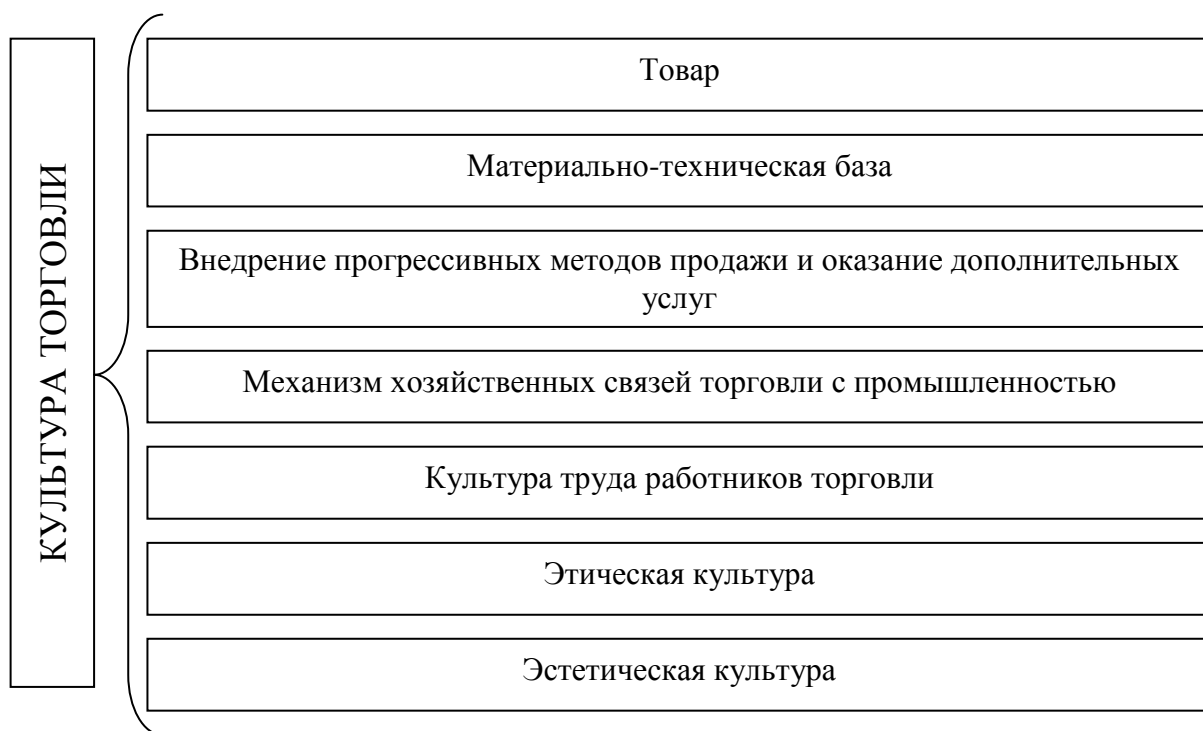 КУЛЬТУРА ТОРГОВЛИ
Товар
Материально-техническая база
Внедрение прогрессивных методов продажи и оказание дополнительных
услуг
Механизм хозяйственных связей торговли с промышленностью
Культура труда работников торговли
Этическая культура
Эстетическая культура